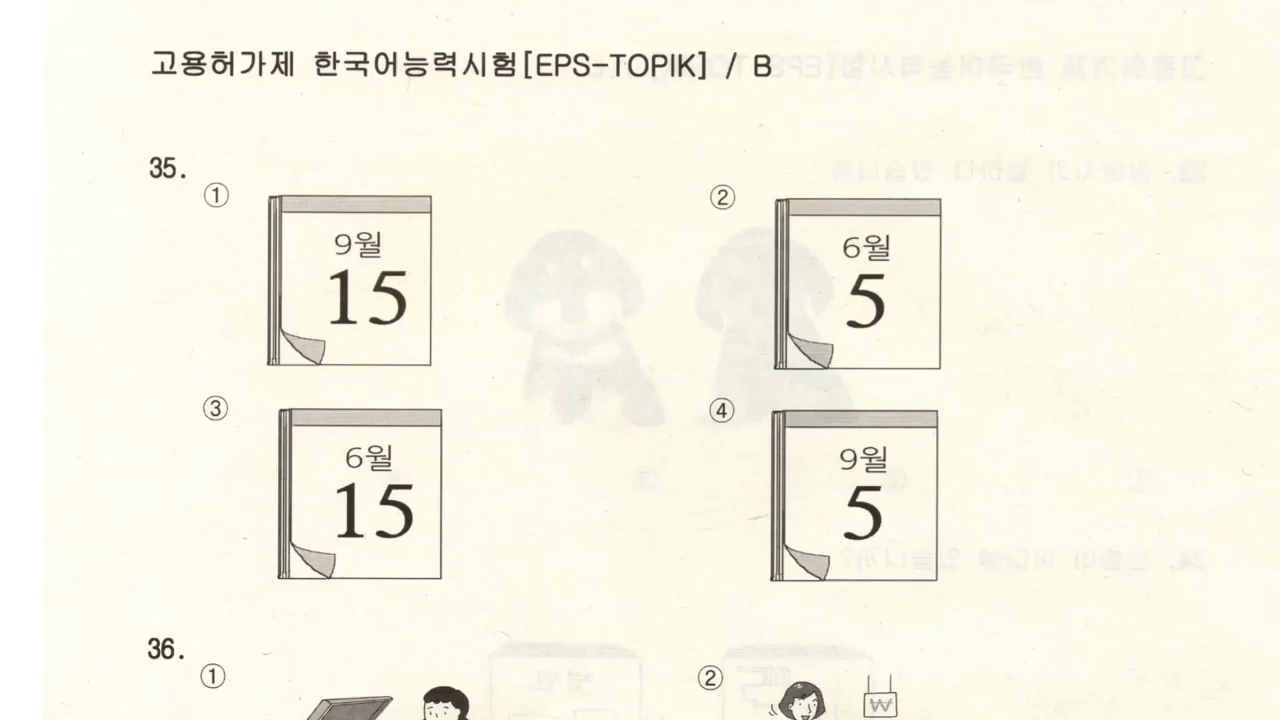 고용허가제 한국어능력시험[EPS-TOPIK] / B
35.
① ②
9월 6월
15 5
③ ④
6월 9월
15 5
36.
① ②
₩